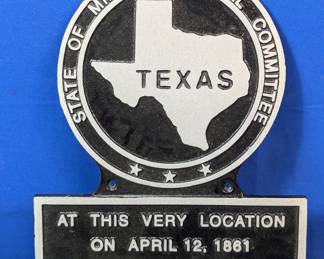 STATE OF
COMMITTEE
TEXAS
AT THIS VERY LOCATION
ON APRIL 12, 1861